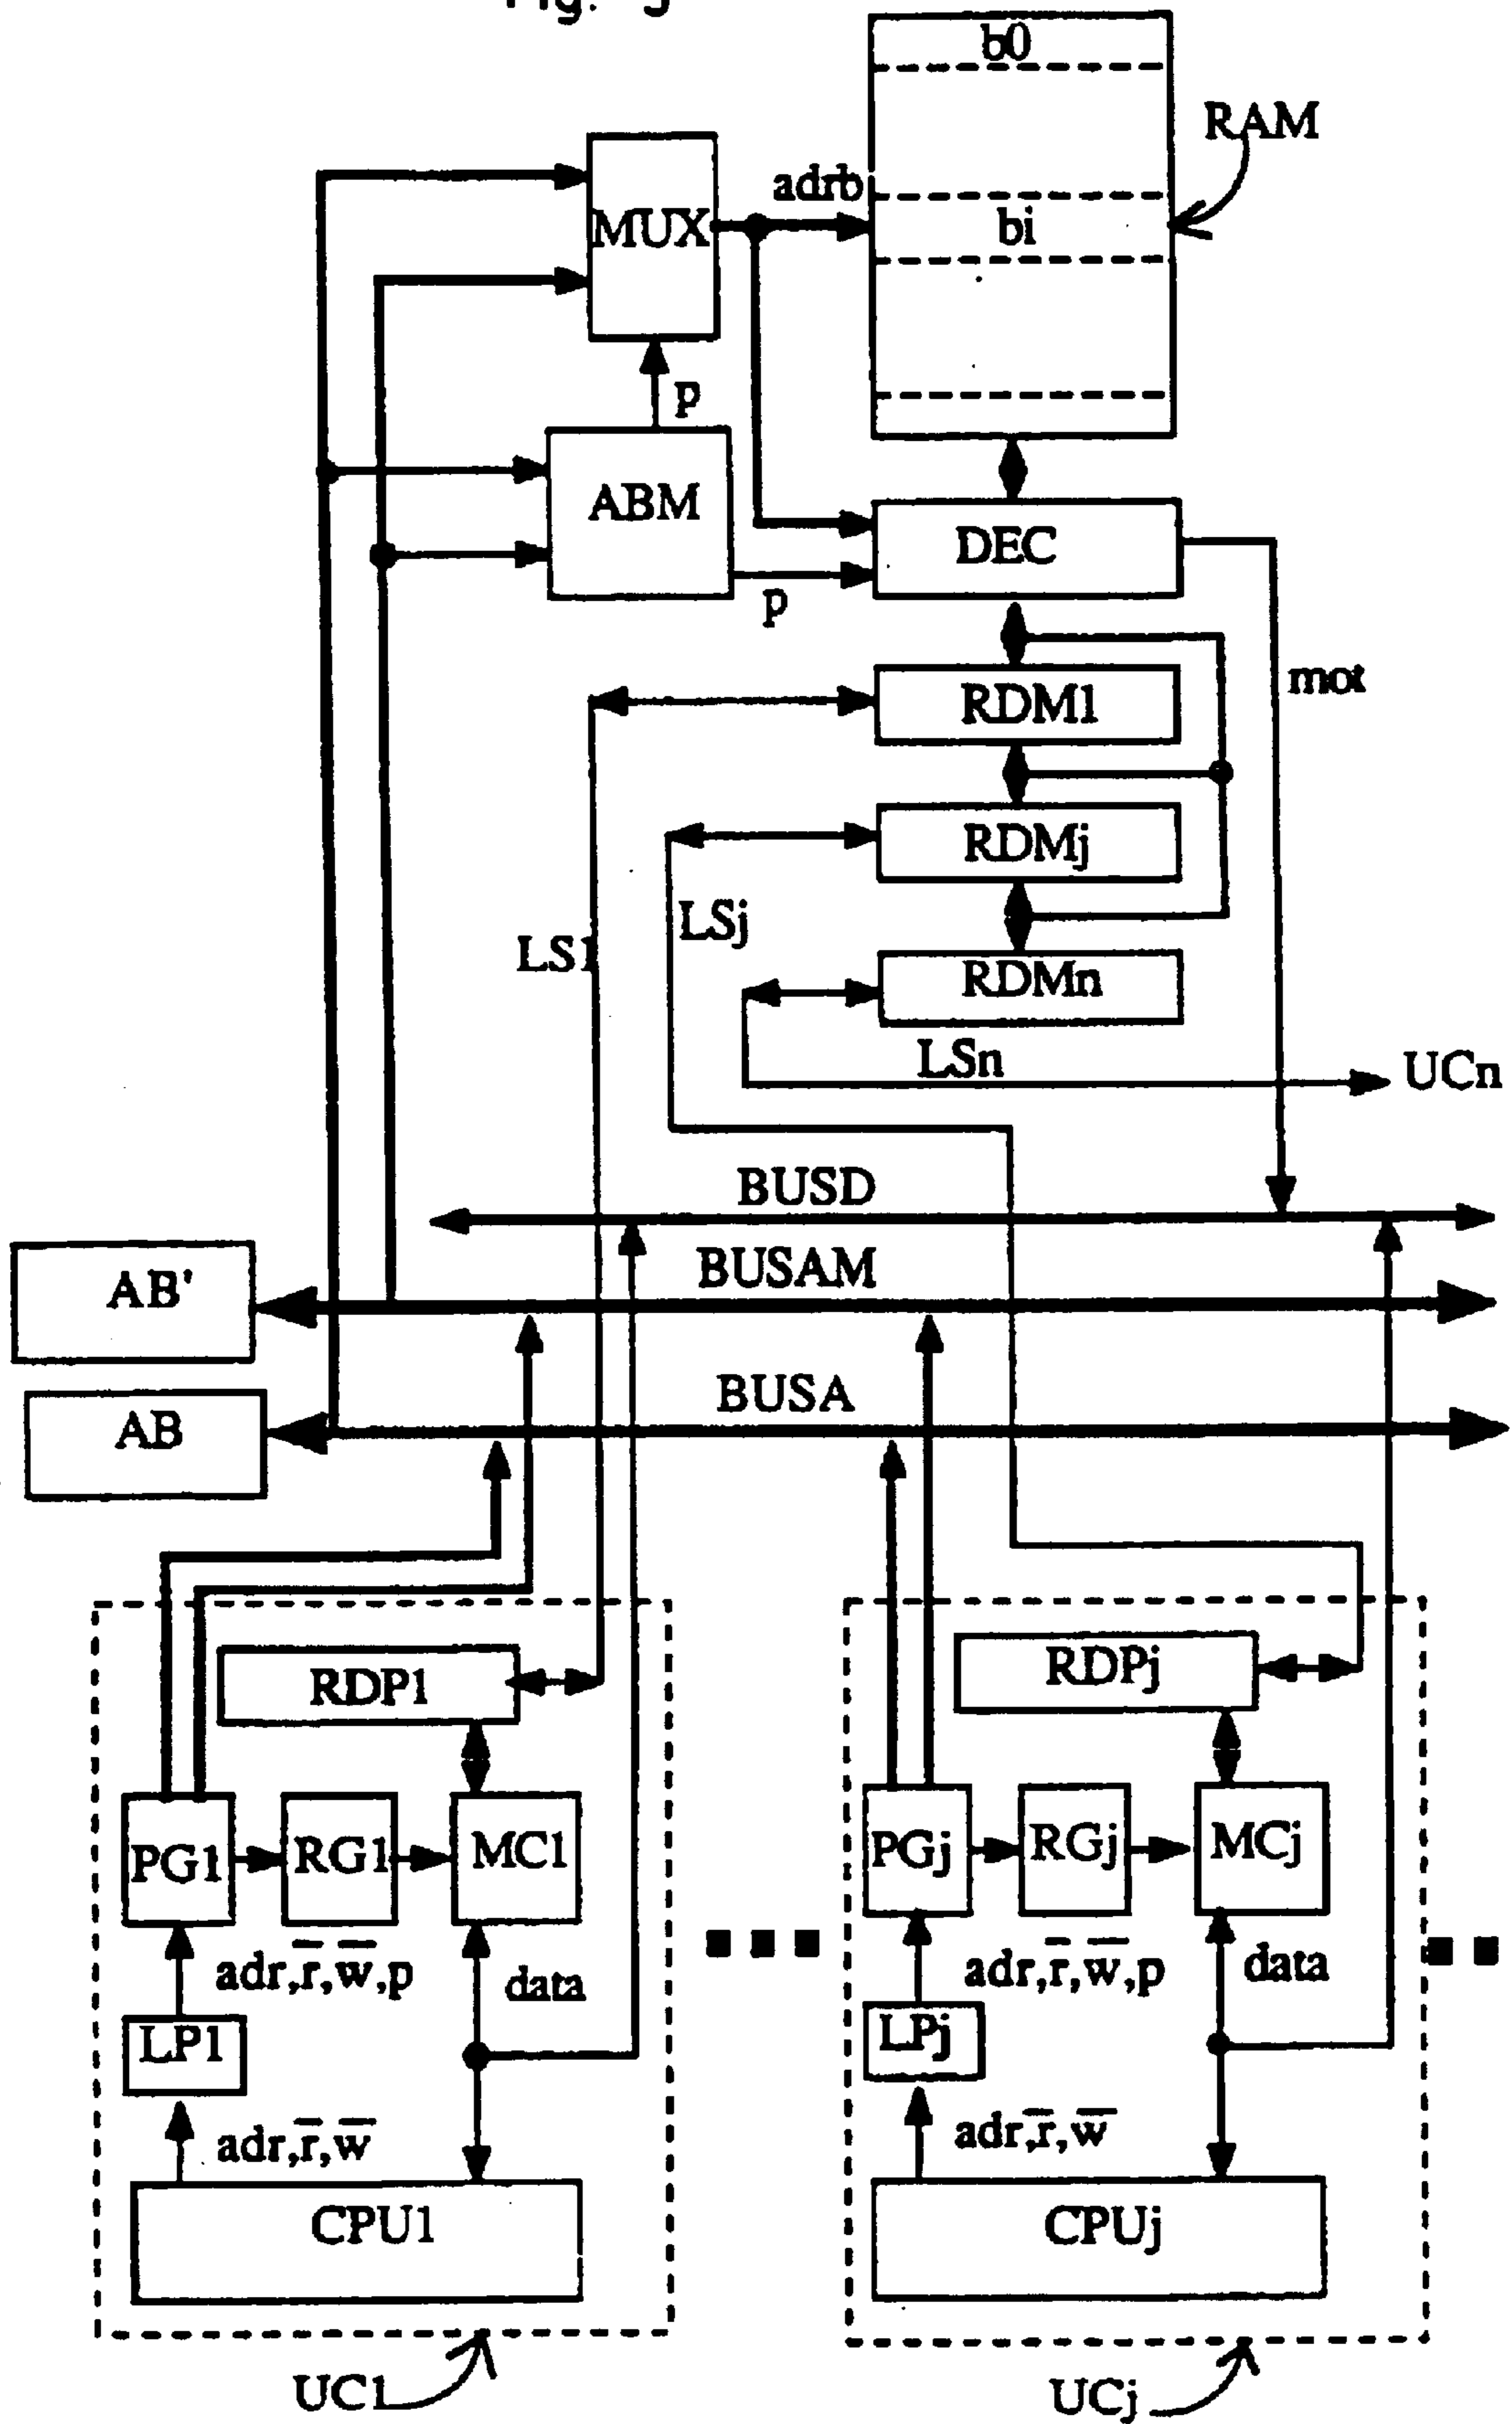 Fig. 5
b0
RAM
adrb
MUX
bi
p
ABM
DEC
p
mot
RDM1
RDMj
LSj
LS1
RDMn
LSn
UCn
BUSD
AB'
BUSAM
BUSA
AB
RDP1
RDPj
PG1
RG1
MC1
PGj
RGj
MCj
adr,r̅,w̅,p
data
adr,r̅,w̅,p
data
LP1
LPj
adr,r̅,w̅
adr,r̅,w̅
CPU1
CPUj
UC1
UCj